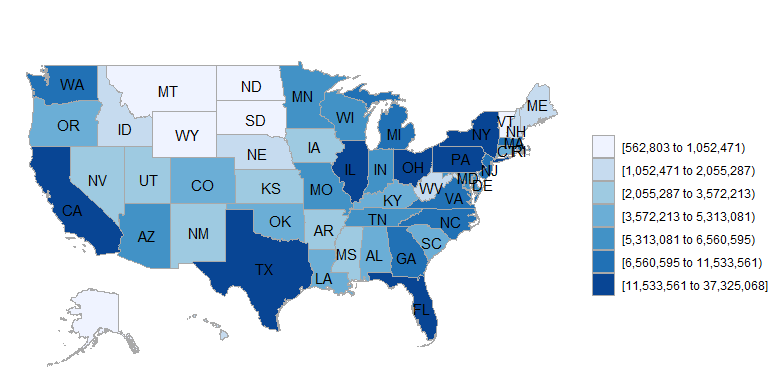 WA
MT
ND
MN
ME
VT
NH
OR
ID
SD
WI
MI
NY
MA
CT
RI
WY
NE
IA
PA
NJ
NV
UT
CO
KS
MO
IL
IN
OH
WV
MD
DE
VA
KY
CA
AZ
NM
OK
AR
TN
NC
SC
TX
LA
MS
AL
GA
FL
[562,803 to 1,052,471)
[1,052,471 to 2,055,287)
[2,055,287 to 3,572,213)
[3,572,213 to 5,313,081)
[5,313,081 to 6,560,595)
[6,560,595 to 11,533,561)
[11,533,561 to 37,325,068]